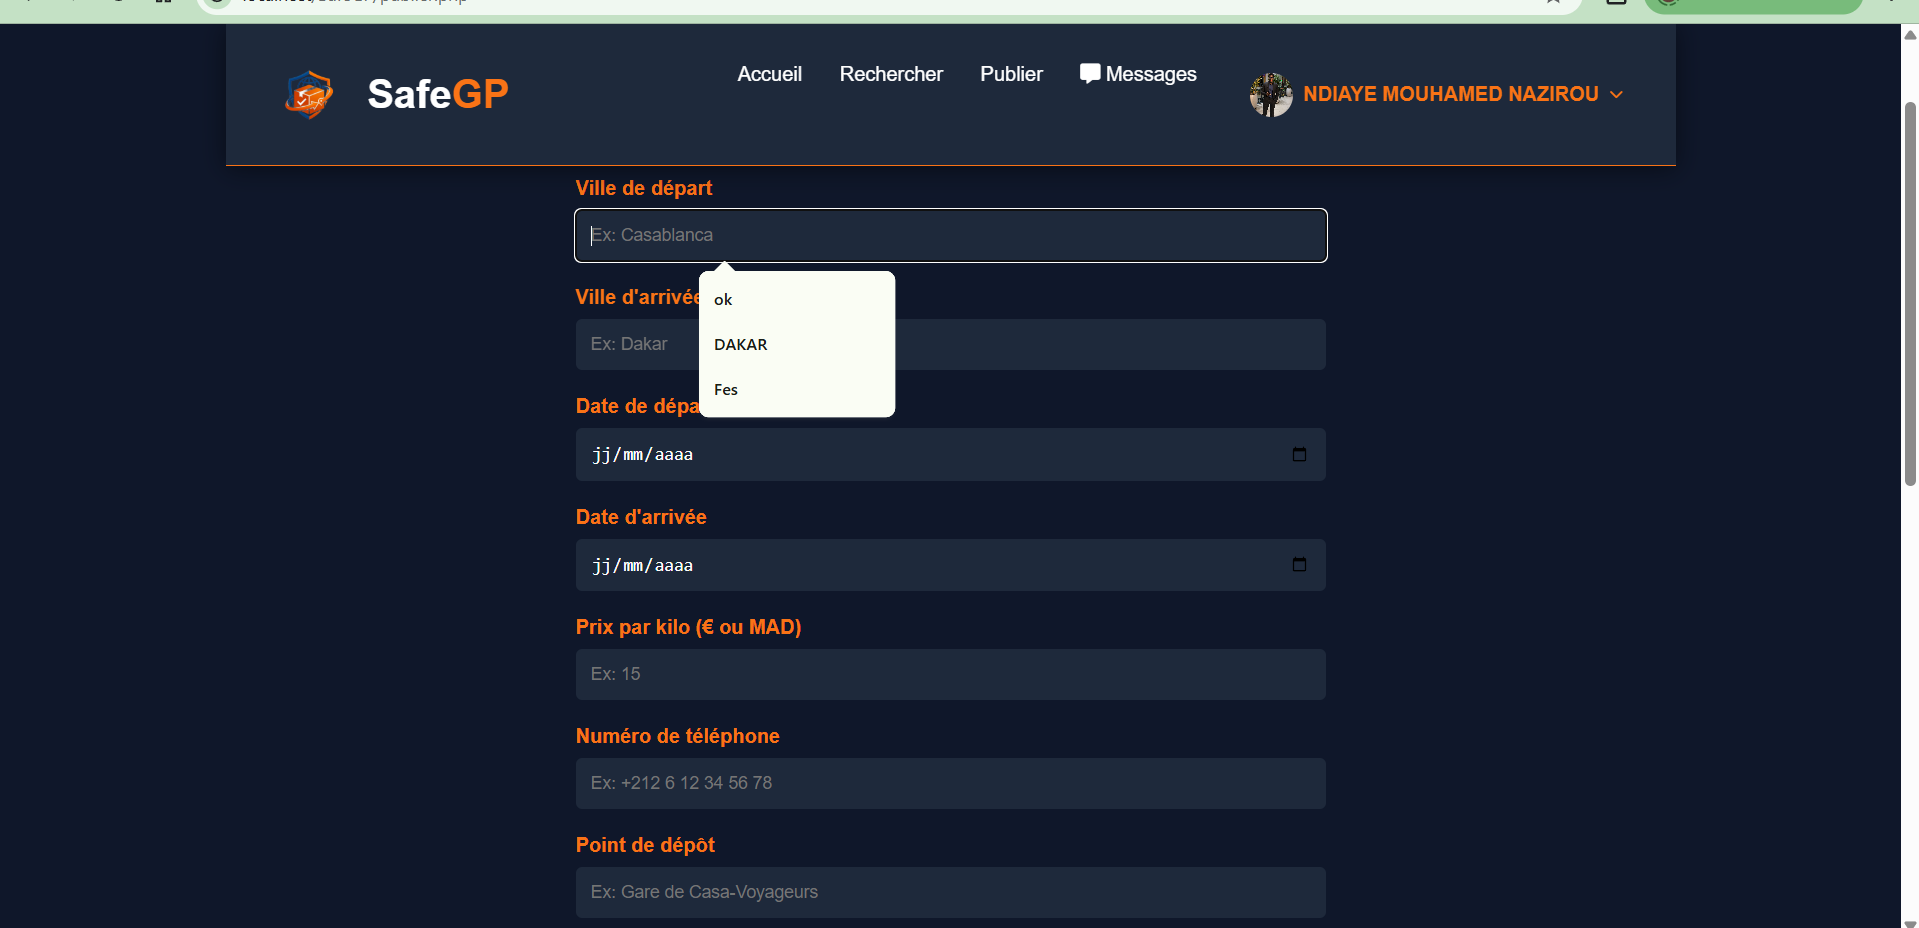 SafeGP
Accueil
Rechercher
Publier
Messages
NDIAYE MOUHAMED NAZIROU
Ville de départ
Ex: Casablanca
ok
DAKAR
Fes
Ville d'arrivée
Ex: Dakar
Date de dépa
jj/mm/aaaa
Date d'arrivée
jj/mm/aaaa
Prix par kilo (€ ou MAD)
Ex: 15
Numéro de téléphone
Ex: +212 6 12 34 56 78
Point de dépôt
Ex: Gare de Casa-Voyageurs